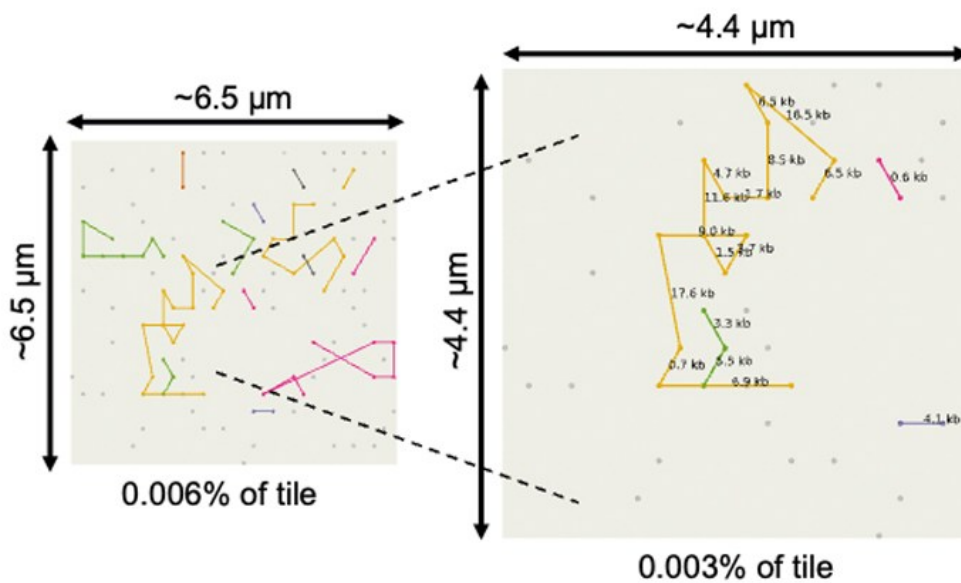 ~6.5 µm
~6.5 µm
0.006% of tile
~4.4 µm
~4.4 µm
6.5 kb
16.5 kb
8.5 kb
4.7 kb
6.5 kb
0.6 kb
1.7 kb
9.0 kb
1.5 kb
17.6 kb
3.3 kb
5.5 kb
0.7 kb
6.9 kb
4.1 kb
0.003% of tile